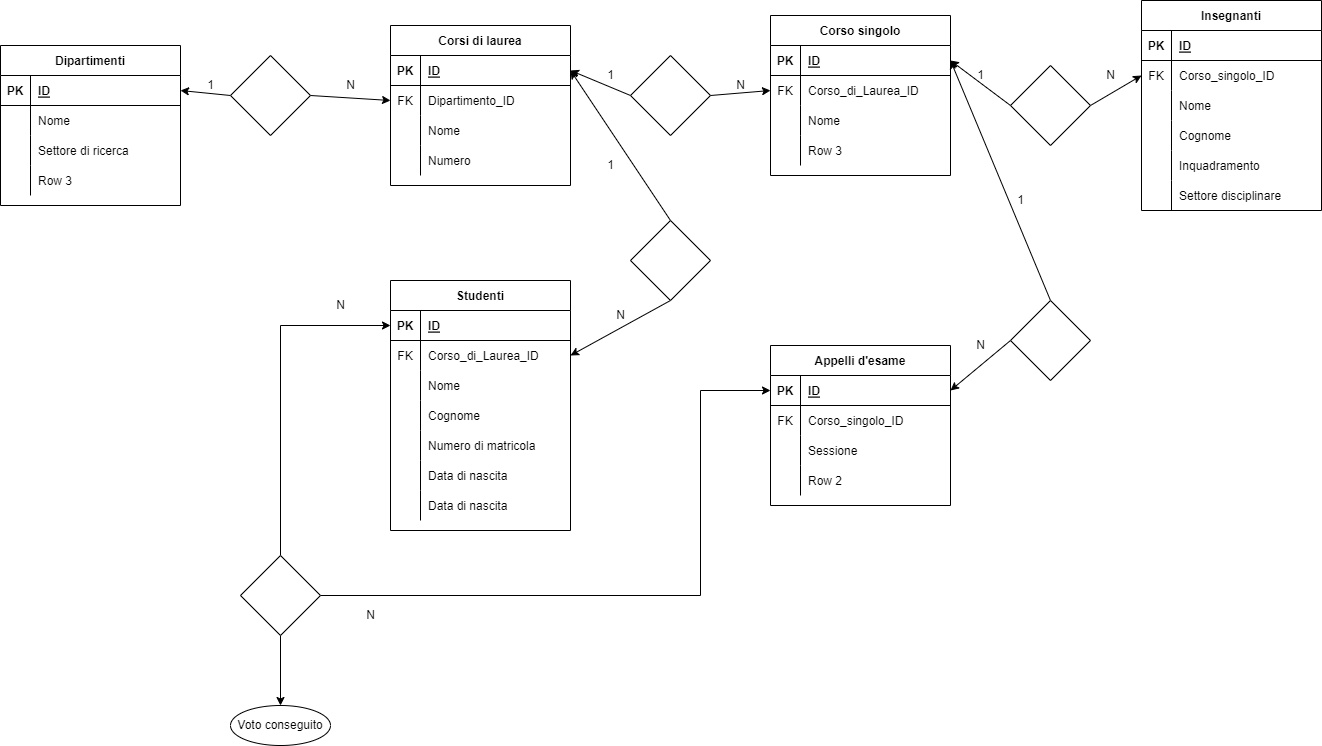 Dipartimenti
PK ID
Nome
Settore di ricerca
Row 3
1
N
Corsi di laurea
PK ID
FK Dipartimento_ID
Nome
Numero
1
N
Corso singolo
PK ID
FK Corso_di_Laurea_ID
Nome
Row 3
1
N
Insegnanti
PK ID
FK Corso_singolo_ID
Nome
Cognome
Inquadramento
Settore disciplinare
1
N
1
N
Studenti
PK ID
FK Corso_di_Laurea_ID
Nome
Cognome
Numero di matricola
Data di nascita
Data di nascita
N
Appelli d'esame
PK ID
FK Corso_singolo_ID
Sessione
Row 2
N
Voto conseguito